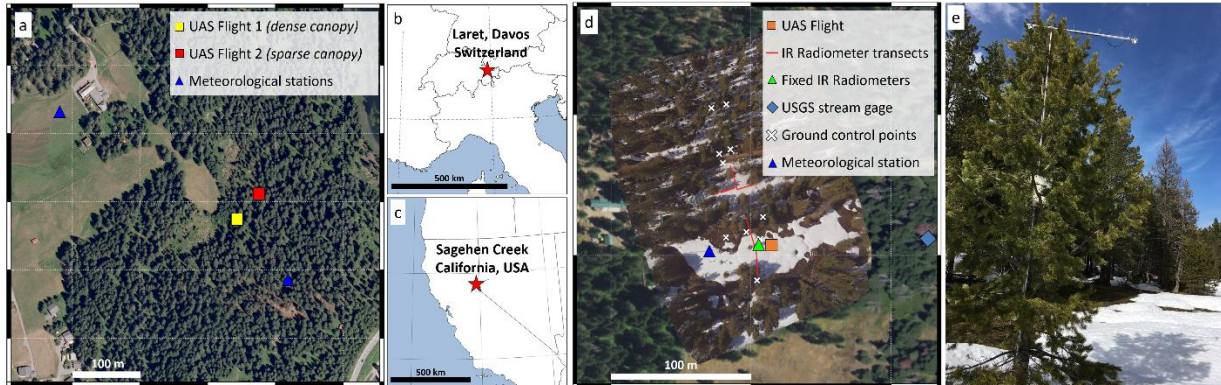 a
UAS Flight 1 (dense canopy)
UAS Flight 2 (sparse canopy)
Meteorological stations
100 m
b
Laret, Davos
Switzerland
500 km
c
Sagehen Creek
California, USA
500 km
d
UAS Flight
IR Radiometer transects
Fixed IR Radiometers
USGS stream gage
Ground control points
Meteorological station
100 m
e